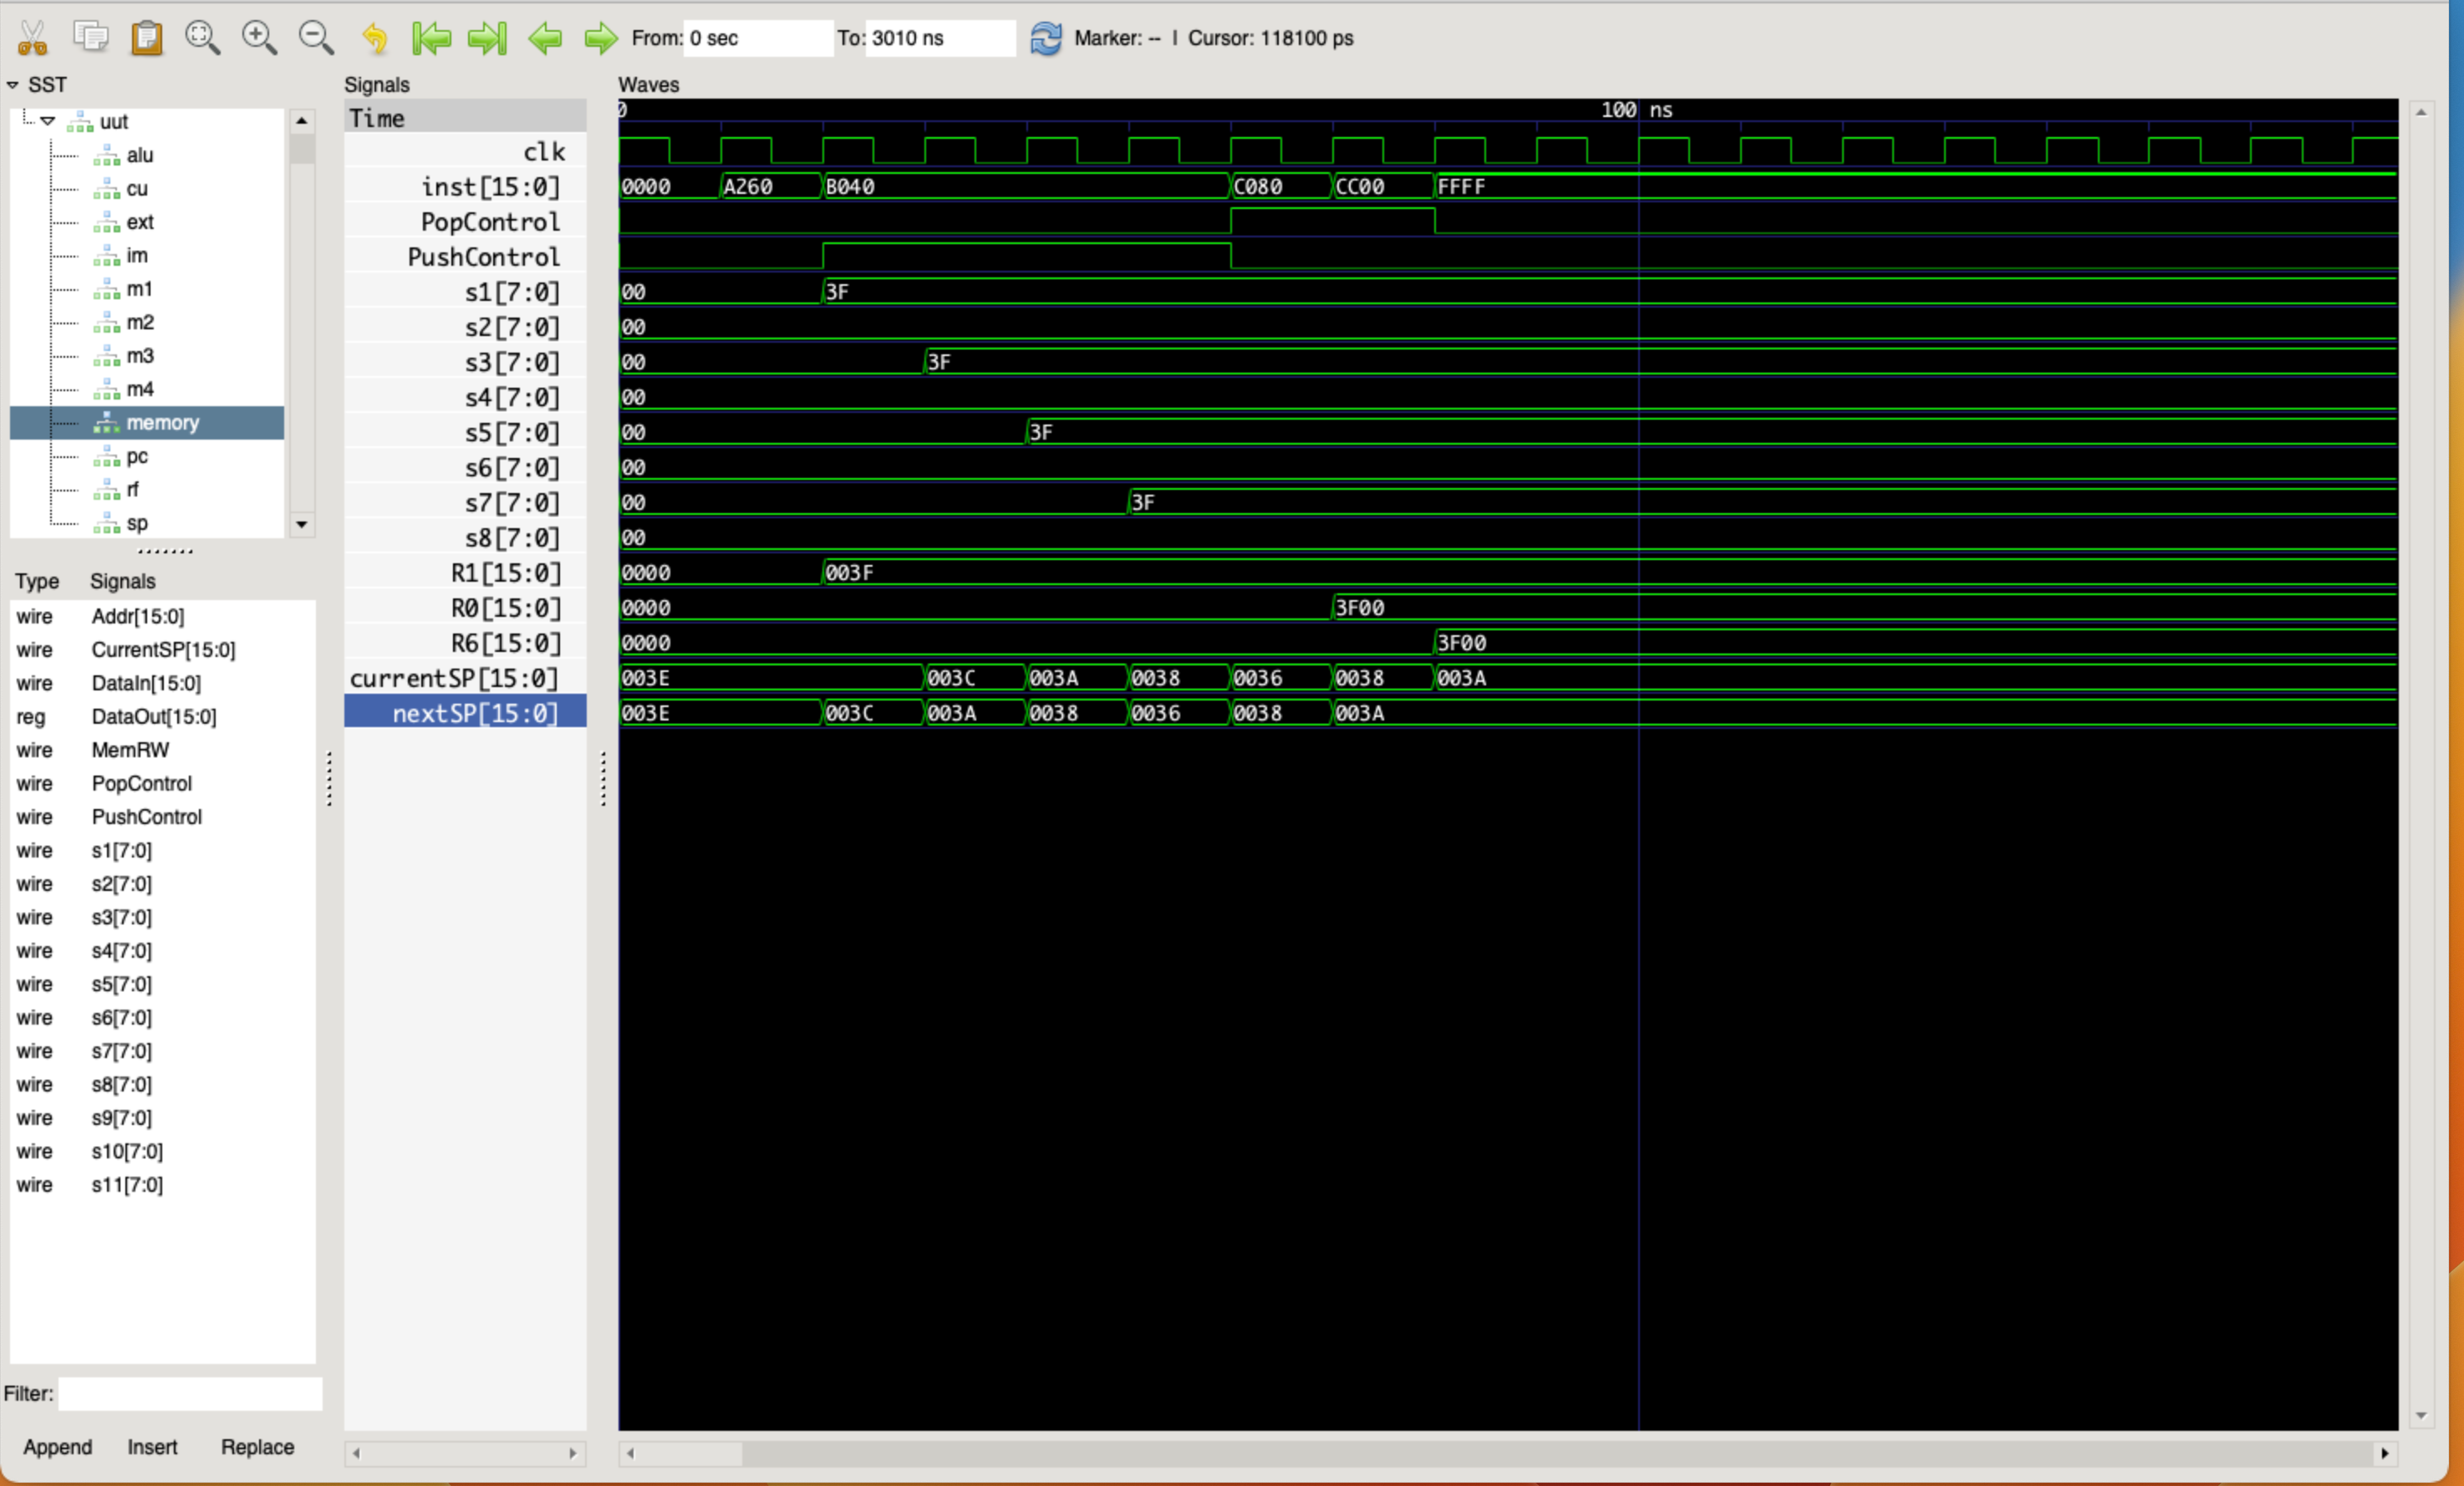 From: 0 sec To: 3010 ns Marker: -- | Cursor: 118100 ps
SST
uut
alu
cu
ext
im
m1
m2
m3
m4
memory
pc
rf
sp
Type Signals
wire Addr[15:0]
wire CurrentSP[15:0]
wire DataIn[15:0]
reg DataOut[15:0]
wire MemRW
wire PopControl
wire PushControl
wire s1[7:0]
wire s2[7:0]
wire s3[7:0]
wire s4[7:0]
wire s5[7:0]
wire s6[7:0]
wire s7[7:0]
wire s8[7:0]
wire s9[7:0]
wire s10[7:0]
wire s11[7:0]
Filter:
Append Insert Replace
Signals
Time
clk
inst[15:0]
PopControl
PushControl
s1[7:0]
s2[7:0]
s3[7:0]
s4[7:0]
s5[7:0]
s6[7:0]
s7[7:0]
s8[7:0]
R1[15:0]
R0[15:0]
R6[15:0]
currentSP[15:0]
nextSP[15:0]
Waves
0 100 ns
0000 A260 B040 C080 CC00 FFFF
00 3F
00
00 3F
00
00 3F
00
00 3F
00
0000 003F
0000 3F00
0000 3F00
003E 003C 003A 0038 0036 0038 003A
003E 003C 003A 0038 0036 0038 003A